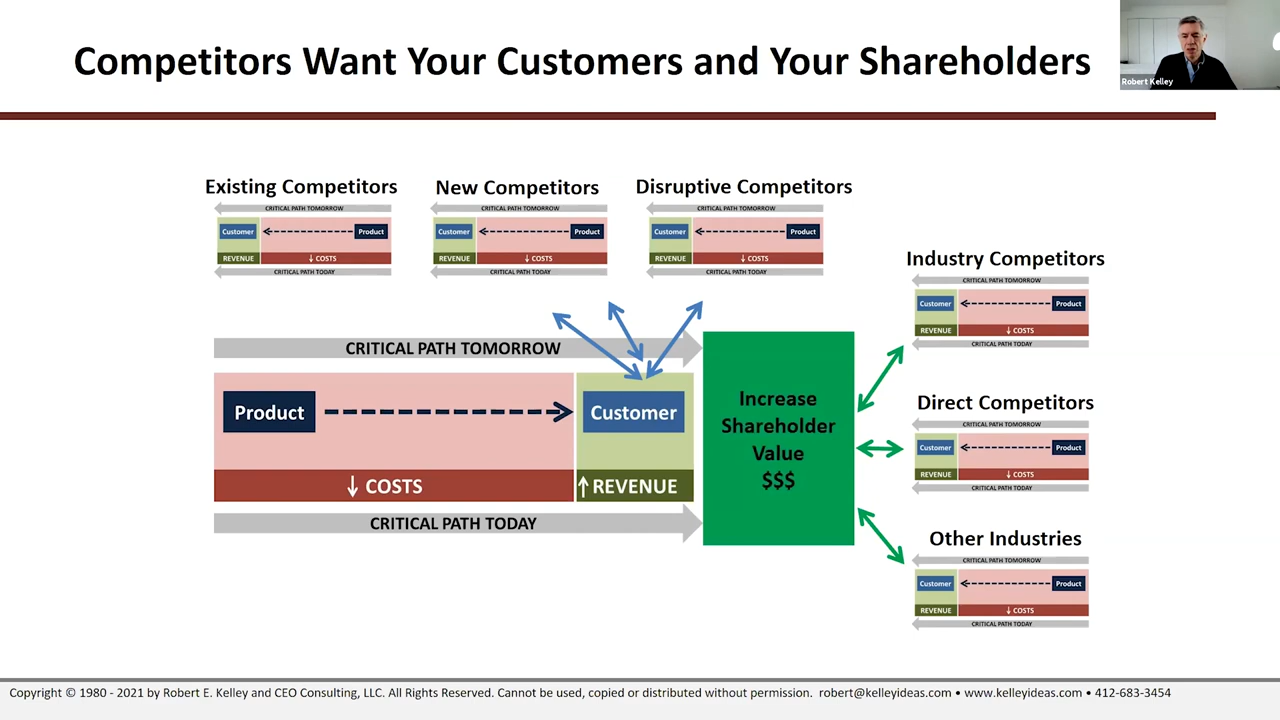 Competitors Want Your Customers and Your Shareholders
Robert Kelley
Existing Competitors
CRITICAL PATH TOMORROW
Customer
Product
REVENUE
↓ COSTS
CRITICAL PATH TODAY
New Competitors
CRITICAL PATH TOMORROW
Customer
Product
REVENUE
↓ COSTS
CRITICAL PATH TODAY
Disruptive Competitors
CRITICAL PATH TOMORROW
Customer
Product
REVENUE
↓ COSTS
CRITICAL PATH TODAY
CRITICAL PATH TOMORROW
Product
Customer
↓ COSTS
↑ REVENUE
CRITICAL PATH TODAY
Increase
Shareholder
Value
$$$
Industry Competitors
CRITICAL PATH TOMORROW
Customer
Product
REVENUE
↓ COSTS
CRITICAL PATH TODAY
Direct Competitors
CRITICAL PATH TOMORROW
Customer
Product
REVENUE
↓ COSTS
CRITICAL PATH TODAY
Other Industries
CRITICAL PATH TOMORROW
Customer
Product
REVENUE
↓ COSTS
CRITICAL PATH TODAY
Copyright © 1980 - 2021 by Robert E. Kelley and CEO Consulting, LLC. All Rights Reserved. Cannot be used, copied or distributed without permission. robert@kelleyideas.com • www.kelleyideas.com • 412-683-3454